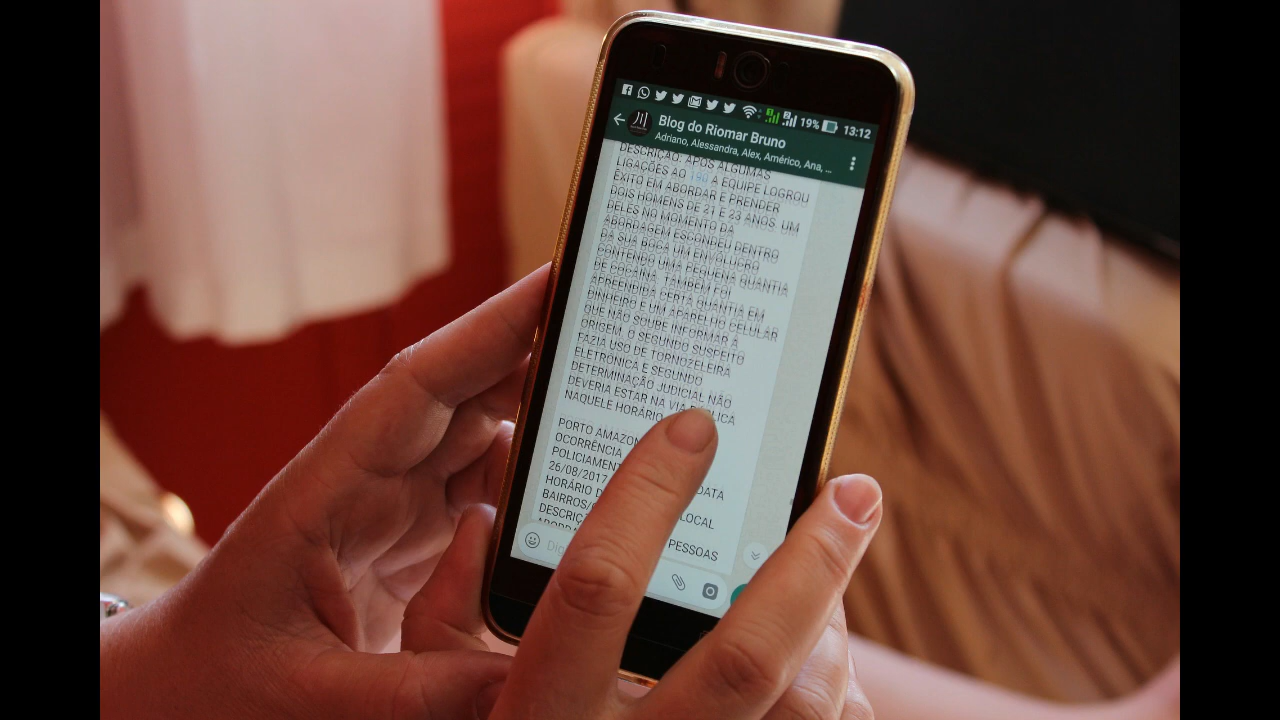 19% 13:12
Blog do Riomar Bruno
Adriano, Alessandra, Alex, Américo, Ana, ...
DESCRIÇÃO: APÓS ALGUMAS
LIGAÇÕES AO 190 A EQUIPE LOGROU
ÊXITO EM ABORDAR E PRENDER
DOIS HOMENS DE 21 E 23 ANOS. UM
DELES NO MOMENTO DA
ABORDAGEM ESCONDEU DENTRO
DA SUA BOCA UM ENVOLUCRO
CONTENDO UMA PEQUENA QUANTIA
DE COCAÍNA. TAMBÉM FOI
APREENDIDA CERTA QUANTIA EM
DINHEIRO E UM APARELHO CELULAR
QUE NÃO SOUBE INFORMAR A
ORIGEM. O SEGUNDO SUSPEITO
FAZIA USO DE TORNOZELEIRA
ELETRÔNICA E SEGUNDO
DETERMINAÇÃO JUDICIAL NÃO
DEVERIA ESTAR NA VIA PÚBLICA
NAQUELE HORÁRIO
PORTO AMAZON
OCORRÊNCIA
POLICIAMEN DATA
26/08/2017
HORÁRIO D LOCAL
BAIRROS/
DESCRIÇ PESSOAS